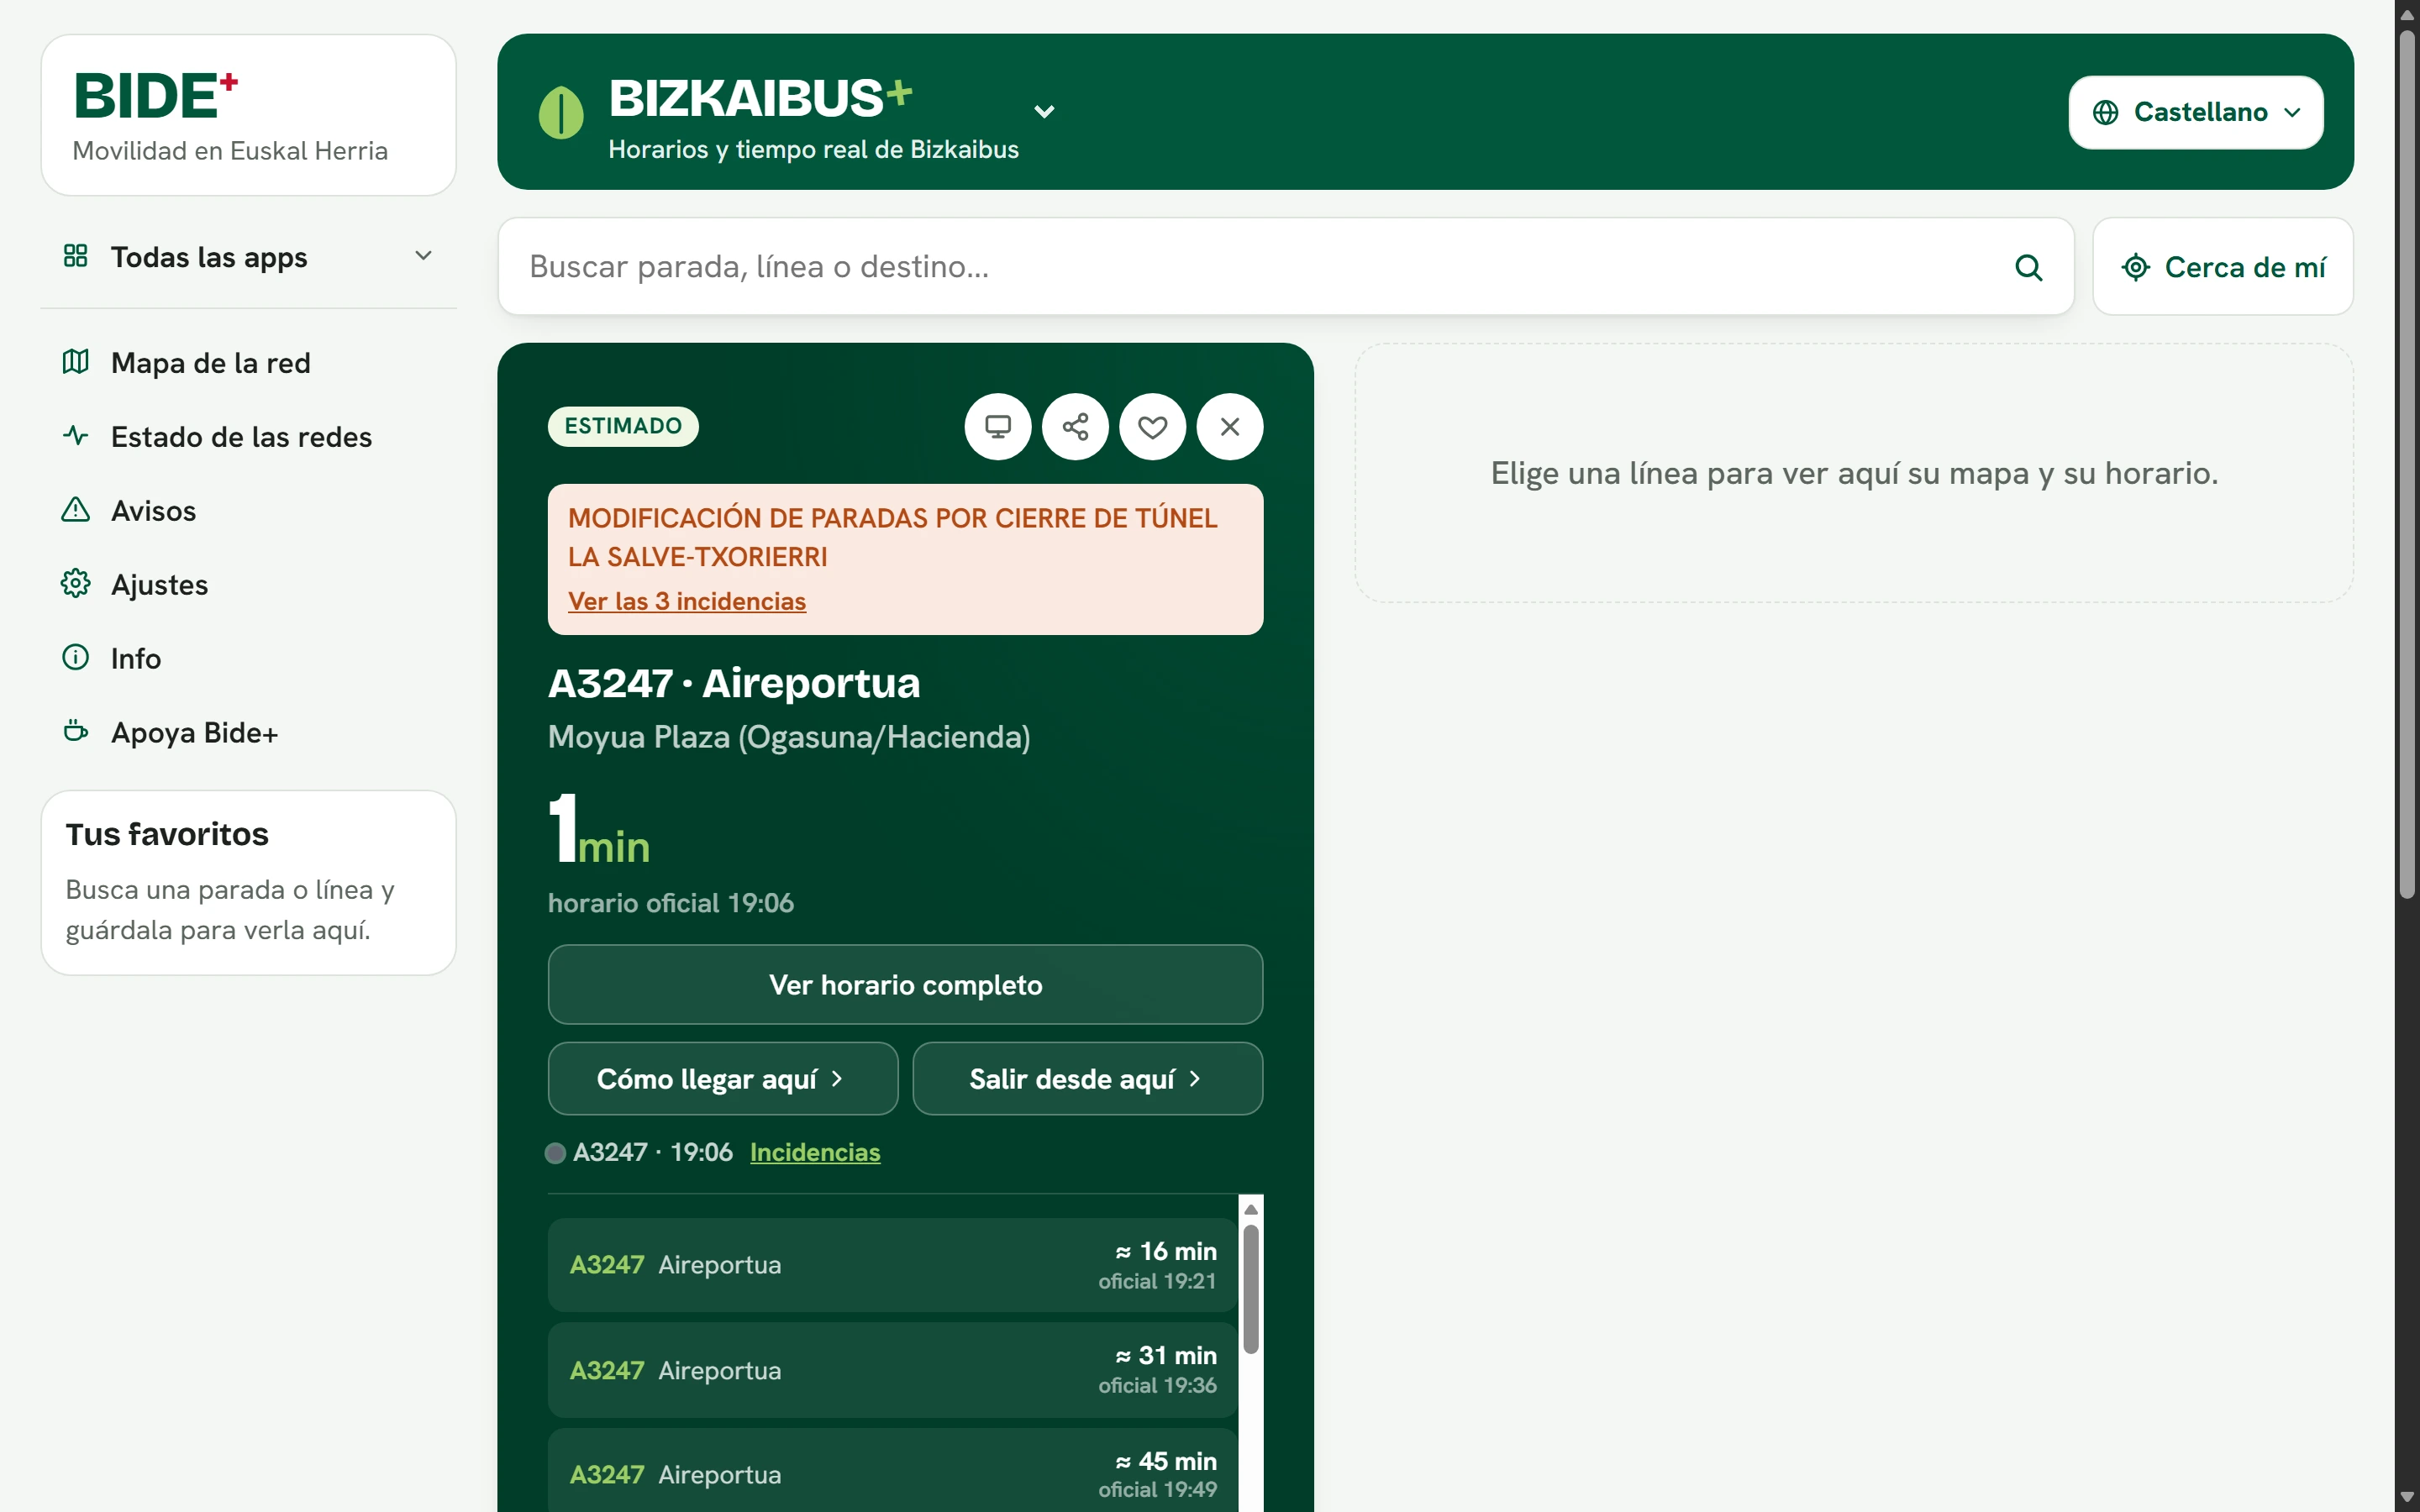 BIDE+
Movilidad en Euskal Herria
Todas las apps
Mapa de la red
Estado de las redes
Avisos
Ajustes
Info
Apoya Bide+
Tus favoritos
Busca una parada o línea y
guárdala para verla aquí.
BIZKAIBUS+
Horarios y tiempo real de Bizkaibus
Castellano
Buscar parada, línea o destino...
Cerca de mí
ESTIMADO
MODIFICACIÓN DE PARADAS POR CIERRE DE TÚNEL
LA SALVE-TXORIERRI
Ver las 3 incidencias
A3247 · Aireportua
Moyua Plaza (Ogasuna/Hacienda)
1min
horario oficial 19:06
Ver horario completo
Cómo llegar aquí
Salir desde aquí
A3247 · 19:06 Incidencias
A3247 Aireportua ≈ 16 min
oficial 19:21
A3247 Aireportua ≈ 31 min
oficial 19:36
A3247 Aireportua ≈ 45 min
oficial 19:49
Elige una línea para ver aquí su mapa y su horario.